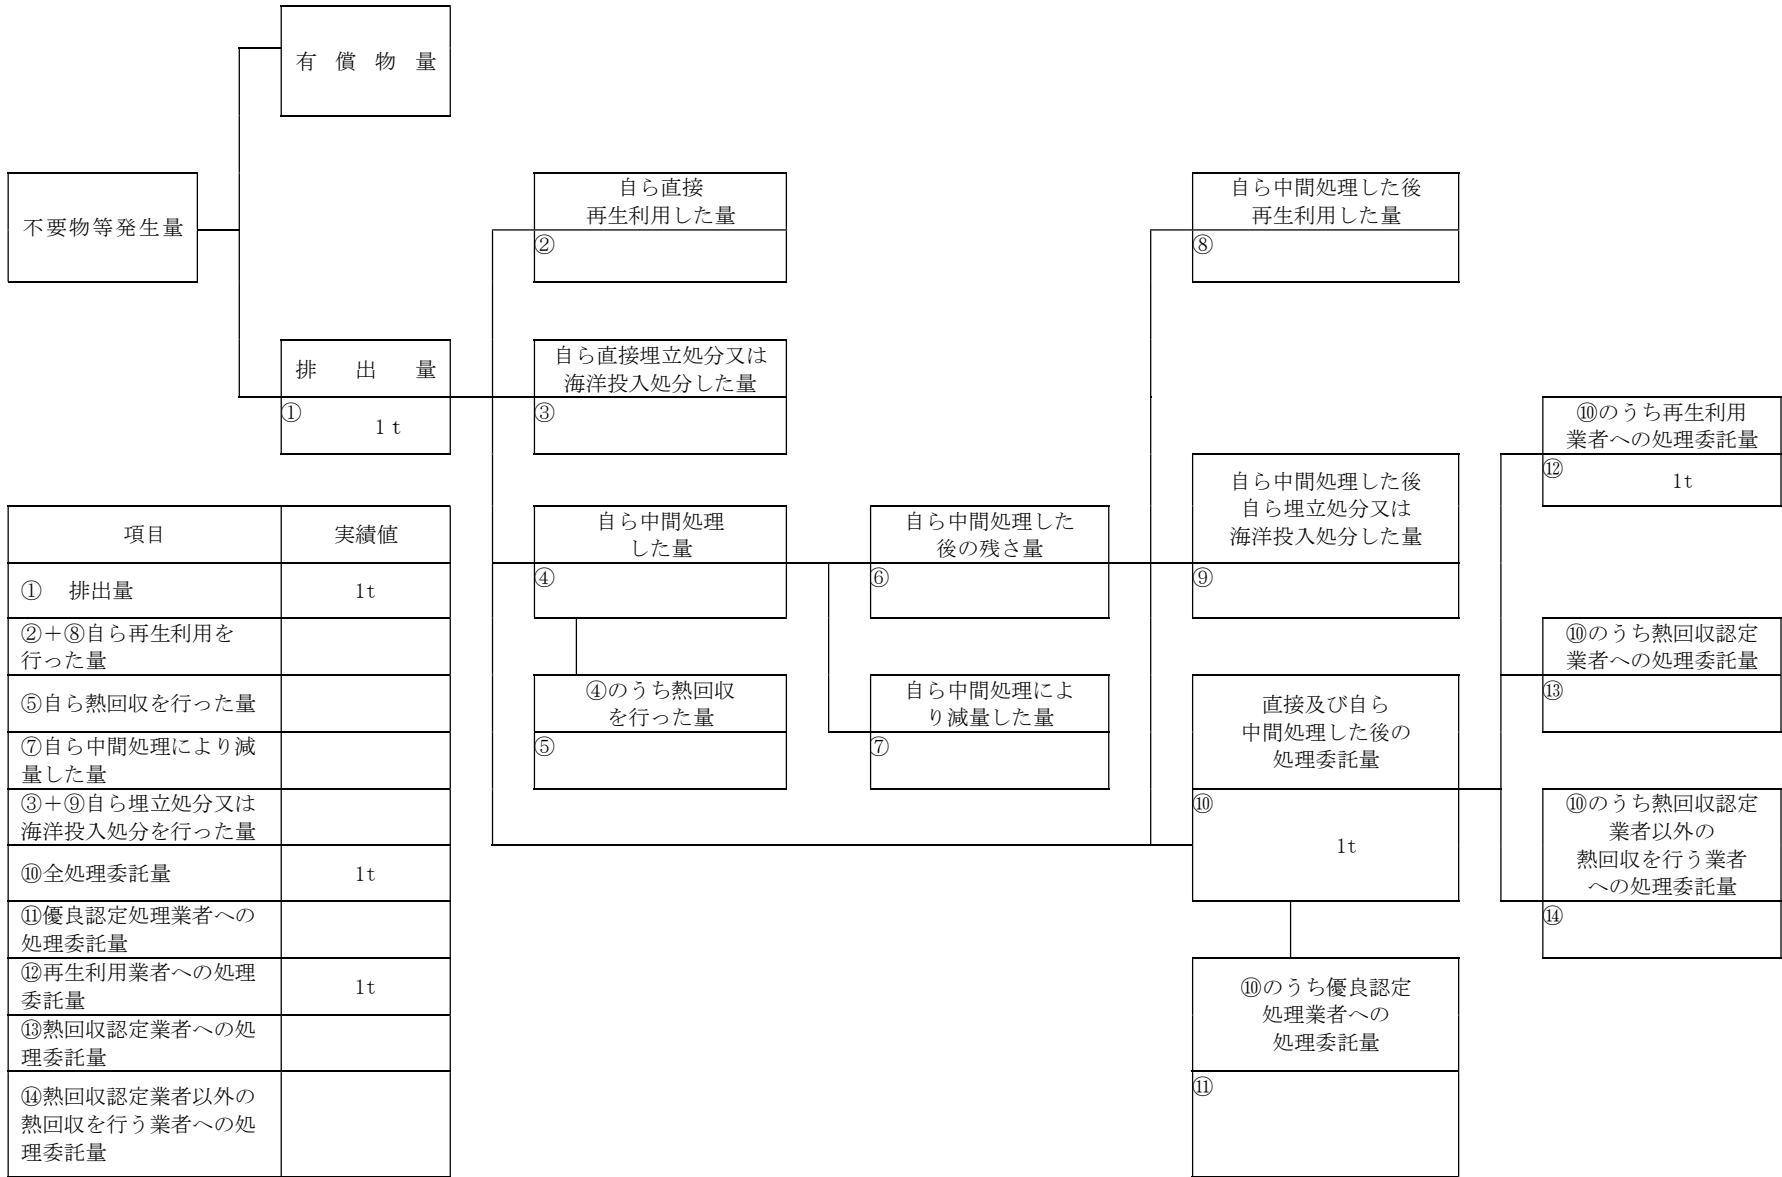 有償物量
不要物等発生量
自ら直接
再生利用した量
②
自ら中間処理した後
再生利用した量
⑧
排出量
①
1 t
自ら直接埋立処分又は
海洋投入処分した量
③
⑩のうち再生利用
業者への処理委託量
⑫
1t
自ら中間処理した後
自ら埋立処分又は
海洋投入処分した量
⑨
自ら中間処理
した量
④
自ら中間処理した
後の残さ量
⑥
⑩のうち熱回収認定
業者への処理委託量
⑬
④のうち熱回収
を行った量
⑤
自ら中間処理によ
り減量した量
⑦
直接及び自ら
中間処理した後の
処理委託量
⑩
1t
⑩のうち熱回収認定
業者以外の
熱回収を行う業者
への処理委託量
⑭
⑩のうち優良認定
処理業者への
処理委託量
⑪
項目 実績値
① 排出量 1t
②＋⑧自ら再生利用を
行った量
⑤自ら熱回収を行った量
⑦自ら中間処理により減
量した量
③＋⑨自ら埋立処分又は
海洋投入処分を行った量
⑩全処理委託量 1t
⑪優良認定処理業者への
処理委託量
⑫再生利用業者への処理
委託量
1t
⑬熱回収認定業者への処
理委託量
⑭熱回収認定業者以外の
熱回収を行う業者への処
理委託量